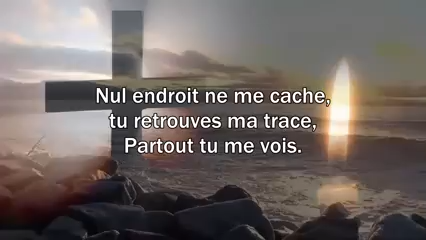 Nul endroit ne me cache,
tu retrouves ma trace,
Partout tu me vois.